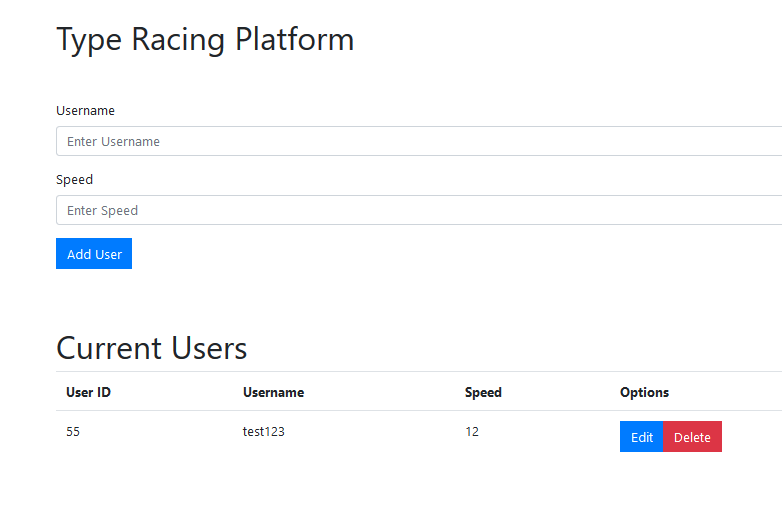 Type Racing Platform
Username
Enter Username
Speed
Enter Speed
Add User
Current Users
User ID Username Speed Options
55 test123 12 Edit Delete